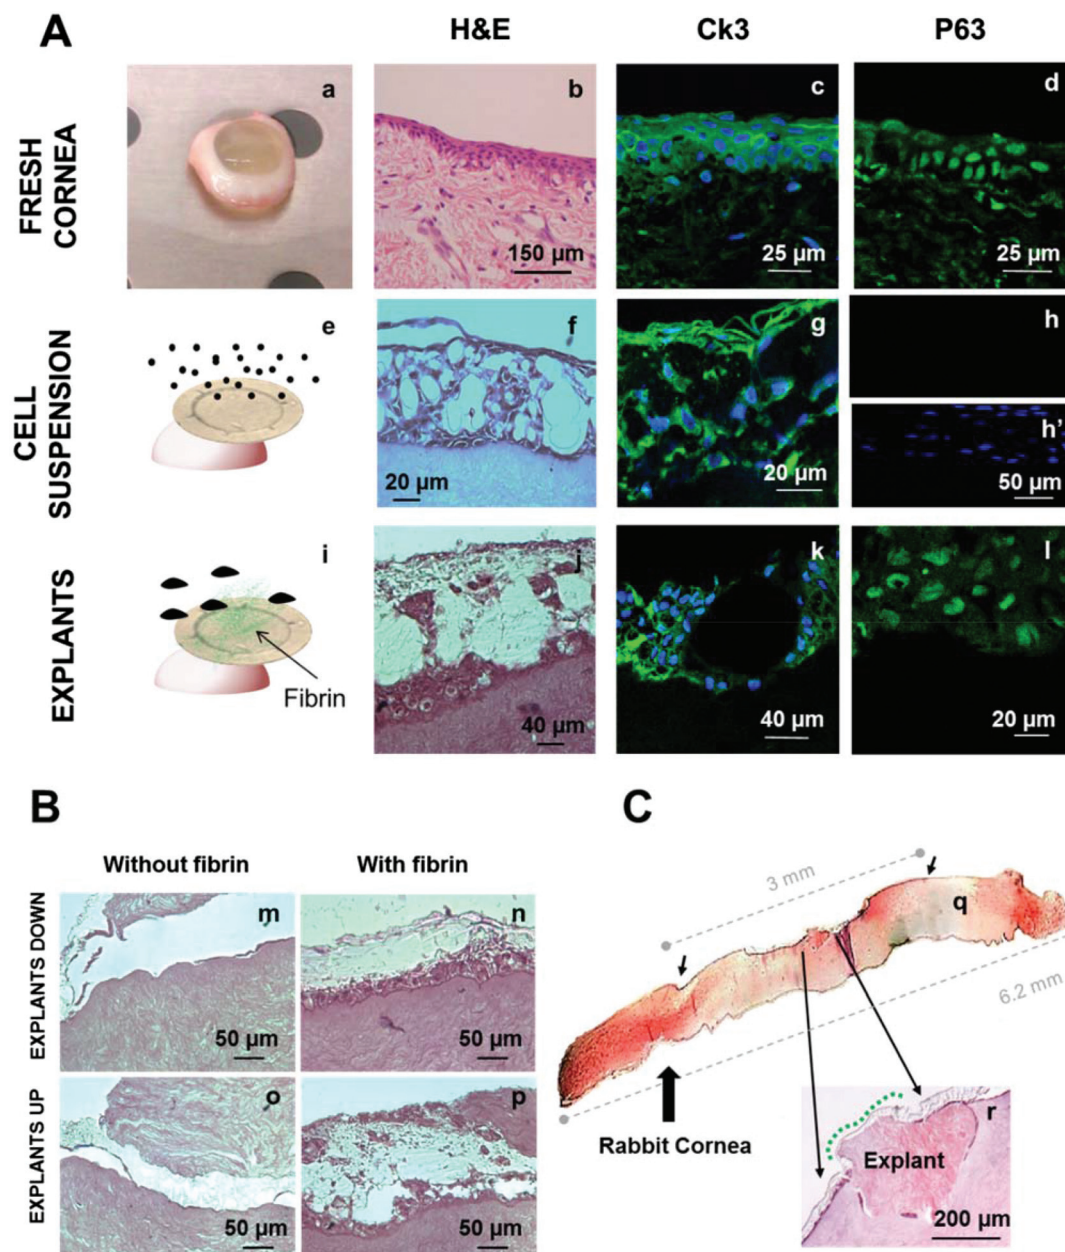 A
H&E
Ck3
P63
FRESH
CORNEA
a
b
150 µm
c
25 µm
d
25 µm
CELL
SUSPENSION
e
f
20 µm
g
20 µm
h
h'
50 µm
EXPLANTS
i
Fibrin
j
40 µm
k
40 µm
l
20 µm
B
Without fibrin
With fibrin
EXPLANTS DOWN
m
50 µm
n
50 µm
EXPLANTS UP
o
50 µm
p
50 µm
C
3 mm
q
6.2 mm
Rabbit Cornea
r
Explant
200 µm